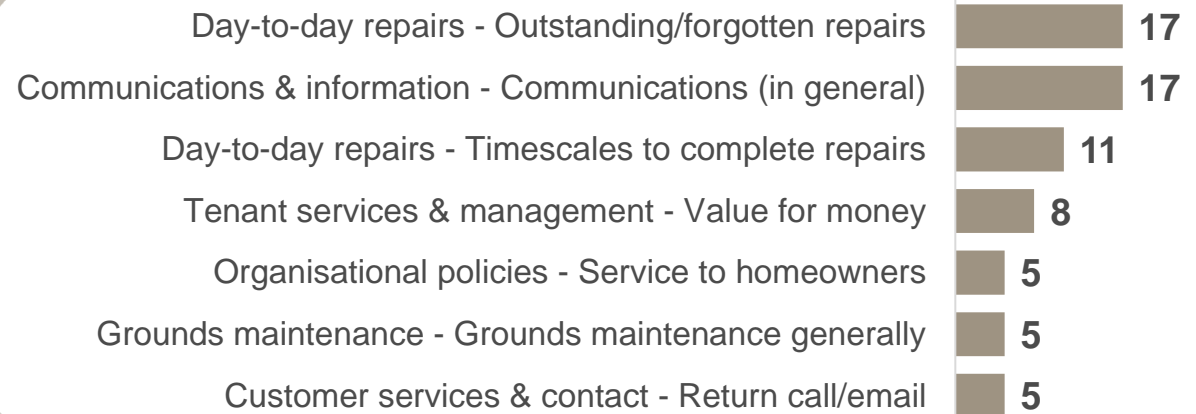 Day-to-day repairs - Outstanding/forgotten repairs 17
Communications & information - Communications (in general) 17
Day-to-day repairs - Timescales to complete repairs 11
Tenant services & management - Value for money 8
Organisational policies - Service to homeowners 5
Grounds maintenance - Grounds maintenance generally 5
Customer services & contact - Return call/email 5